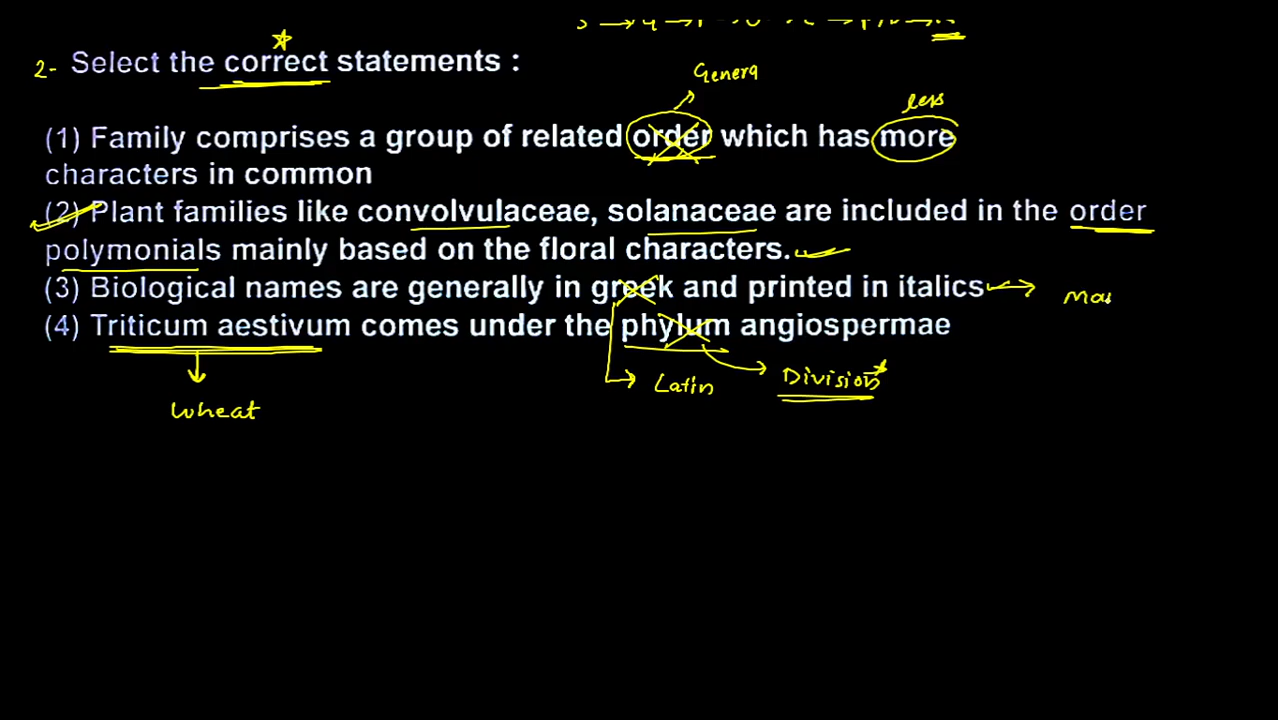 2- Select the correct statements :
Genera
less
(1) Family comprises a group of related order which has more
characters in common
(2) Plant families like convolvulaceae, solanaceae are included in the order
polymonials mainly based on the floral characters.
(3) Biological names are generally in greek and printed in italics
(4) Triticum aestivum comes under the phylum angiospermae
Latin
Division
Wheat